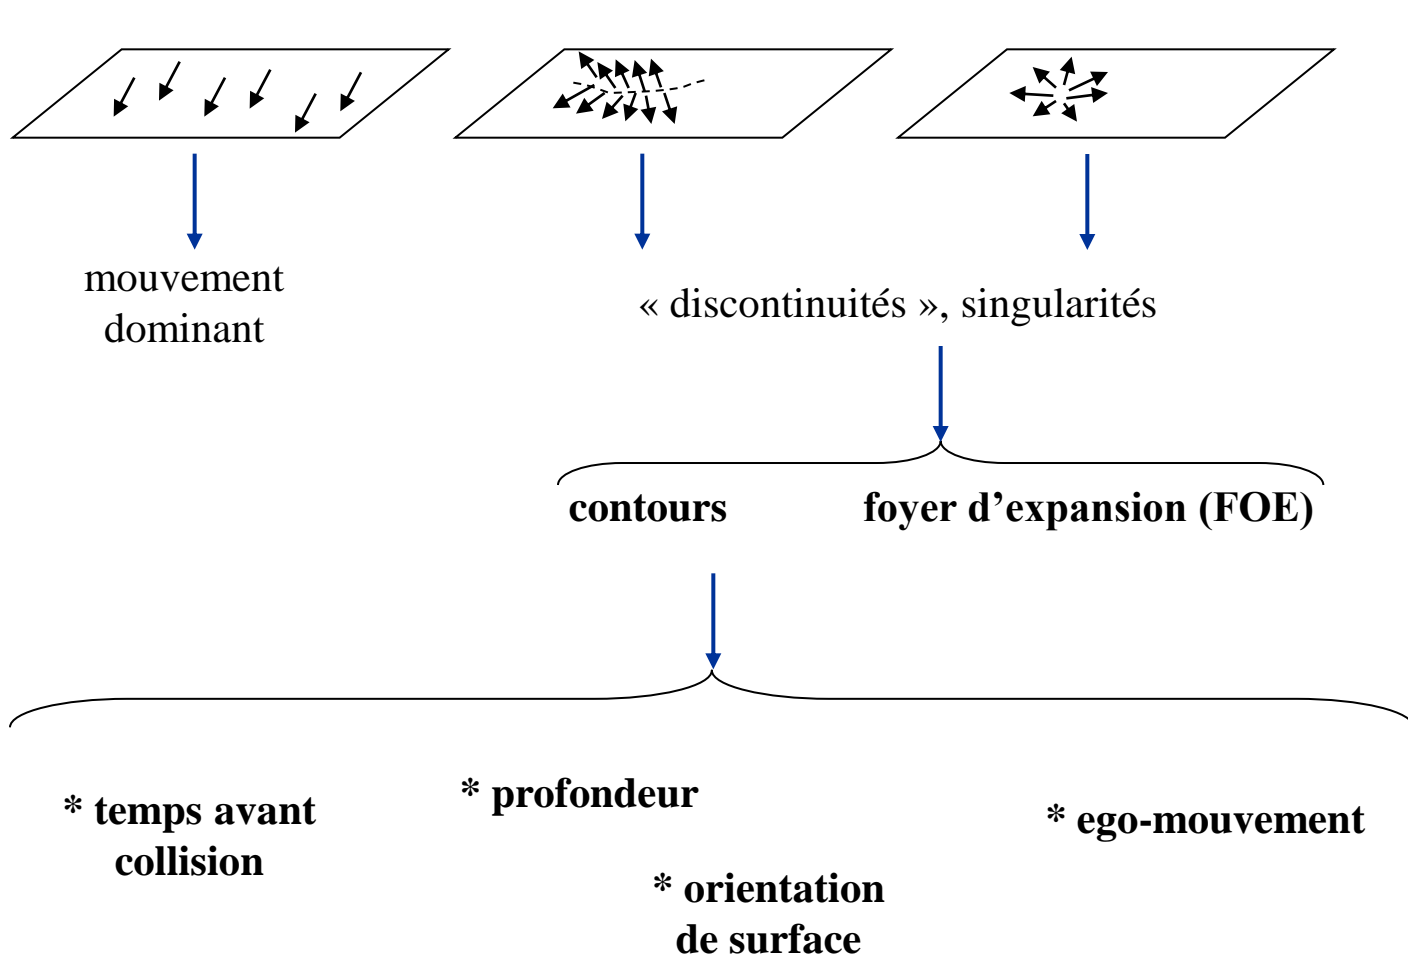 mouvement
dominant
« discontinuités », singularités
contours
foyer d’expansion (FOE)
* temps avant
collision
* profondeur
* orientation
de surface
* ego-mouvement